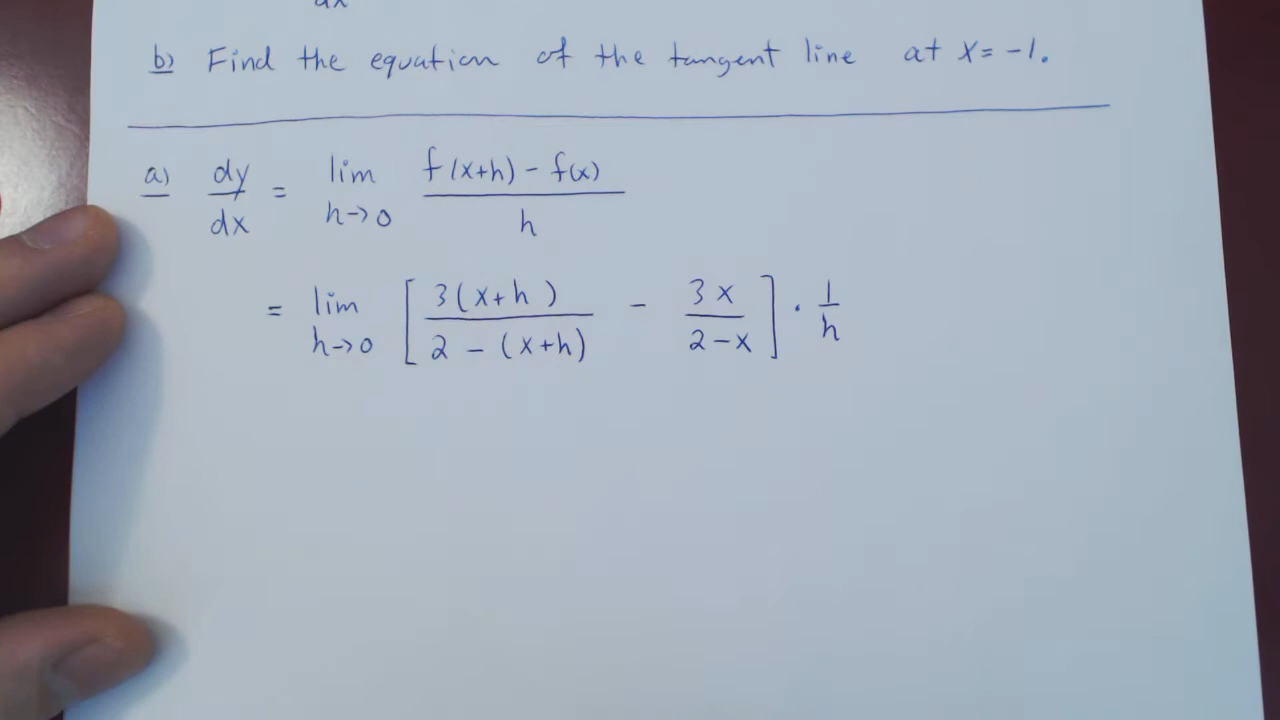 dx
b) Find the equation of the tangent line at x = -1.
a) dy/dx = lim h→0 f(x+h) - f(x) / h
= lim h→0 [ 3(x+h) / 2 - (x+h) - 3x / 2-x ] · 1/h